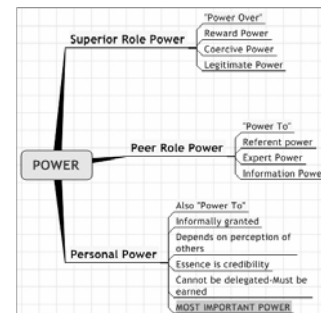 "Power Over"
Superior Role Power
Reward Power
Coercive Power
Legitimate Power
"Power To"
Peer Role Power
Referent power
Expert Power
Information Powe
POWER
Also "Power To"
Informally granted
Depends on perception of
others
Personal Power
Essence is credibility
Cannot be delegated-Must be
earned
MOST IMPORTANT POWER